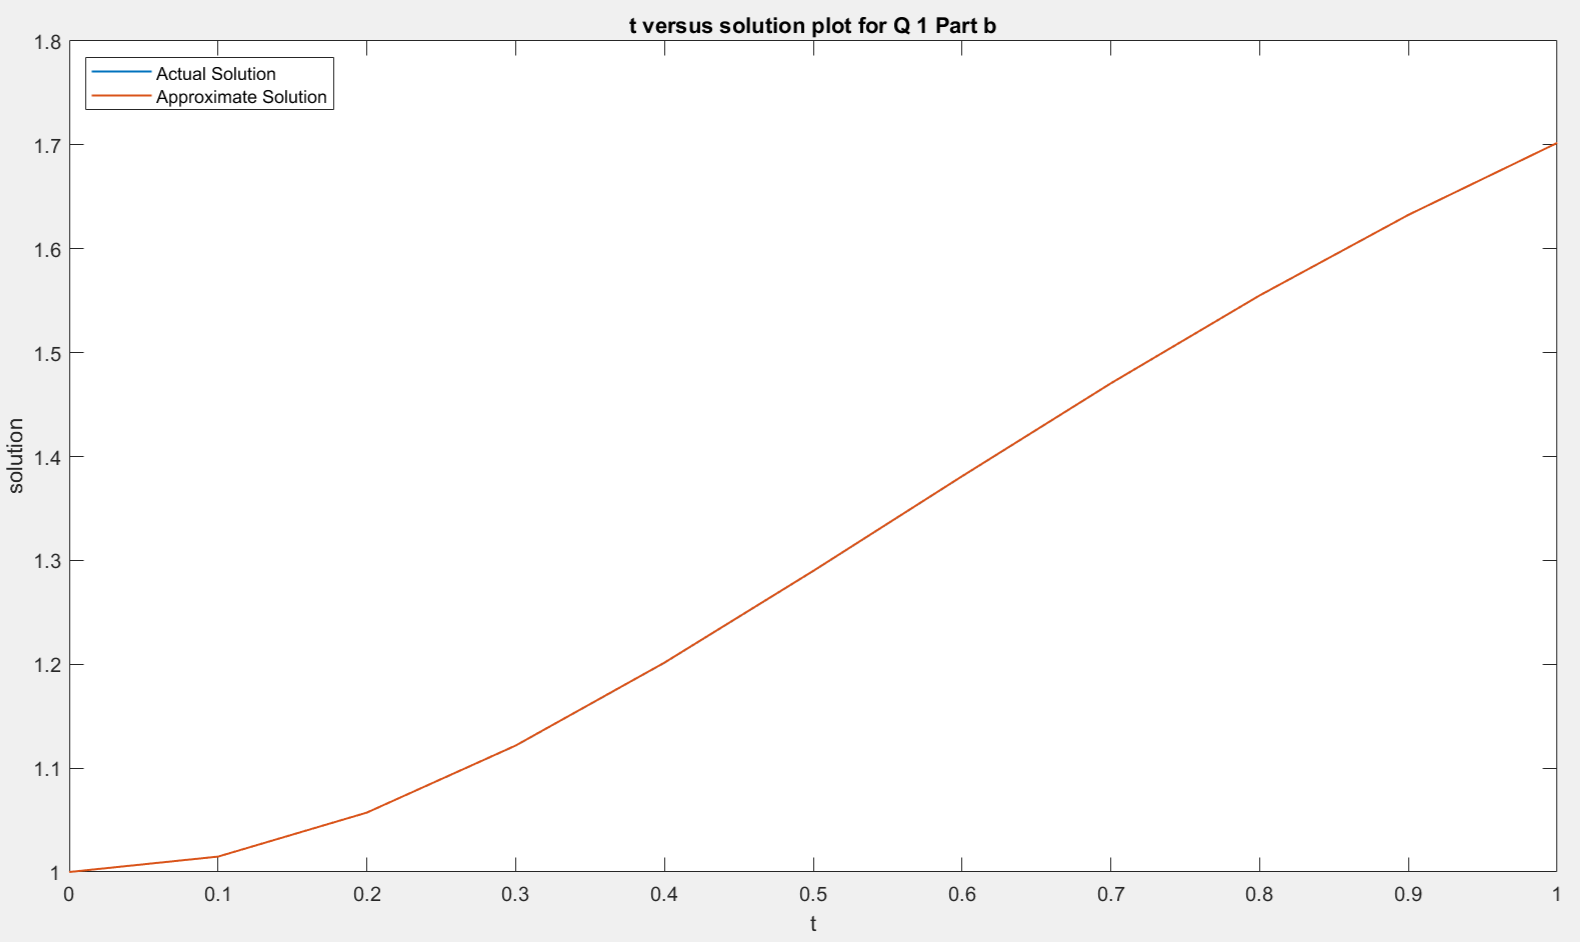 t versus solution plot for Q 1 Part b
Actual Solution
Approximate Solution
1.8
1.7
1.6
1.5
1.4
1.3
1.2
1.1
1
solution
0 0.1 0.2 0.3 0.4 0.5 0.6 0.7 0.8 0.9 1
t